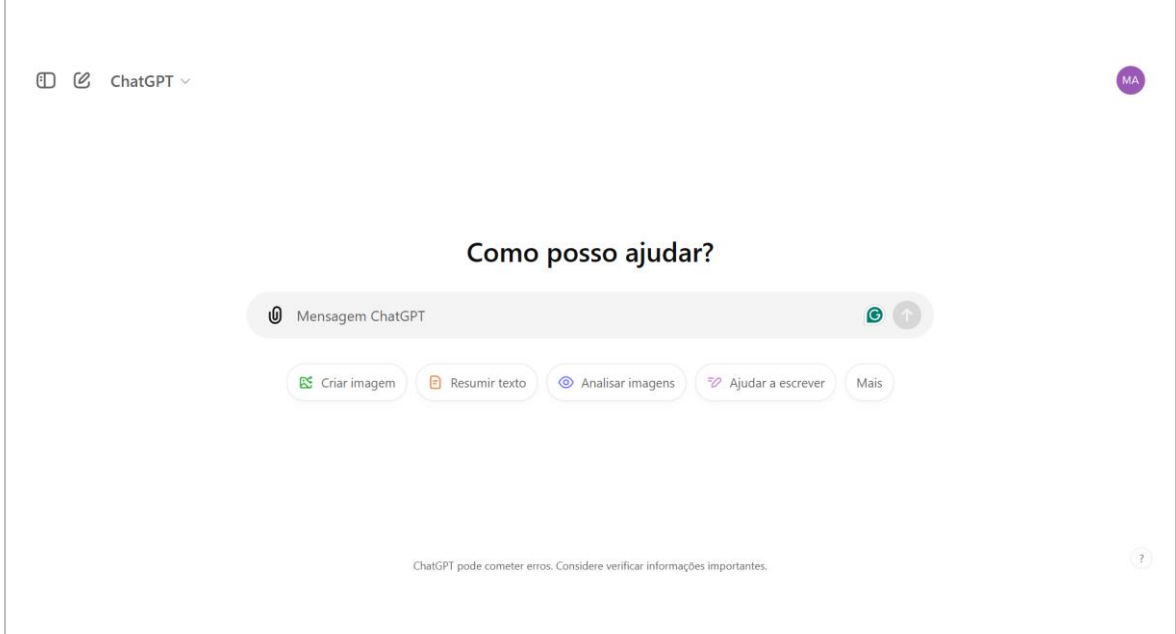 ChatGPT
MA
Como posso ajudar?
Mensagem ChatGPT
G
Criar imagem Resumir texto Analisar imagens Ajudar a escrever Mais
ChatGPT pode cometer erros. Considere verificar informações importantes.
?